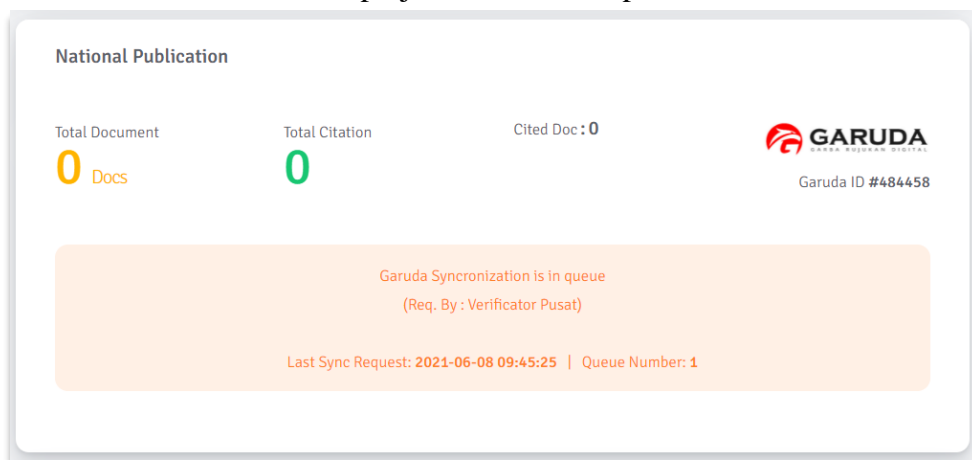 National Publication
Total Document
0 Docs
Total Citation
0
Cited Doc : 0
GARUDA
GARBA RUJUKAN DIGITAL
Garuda ID #484458
Garuda Syncronization is in queue
(Req. By : Verificator Pusat)
Last Sync Request: 2021-06-08 09:45:25 | Queue Number: 1